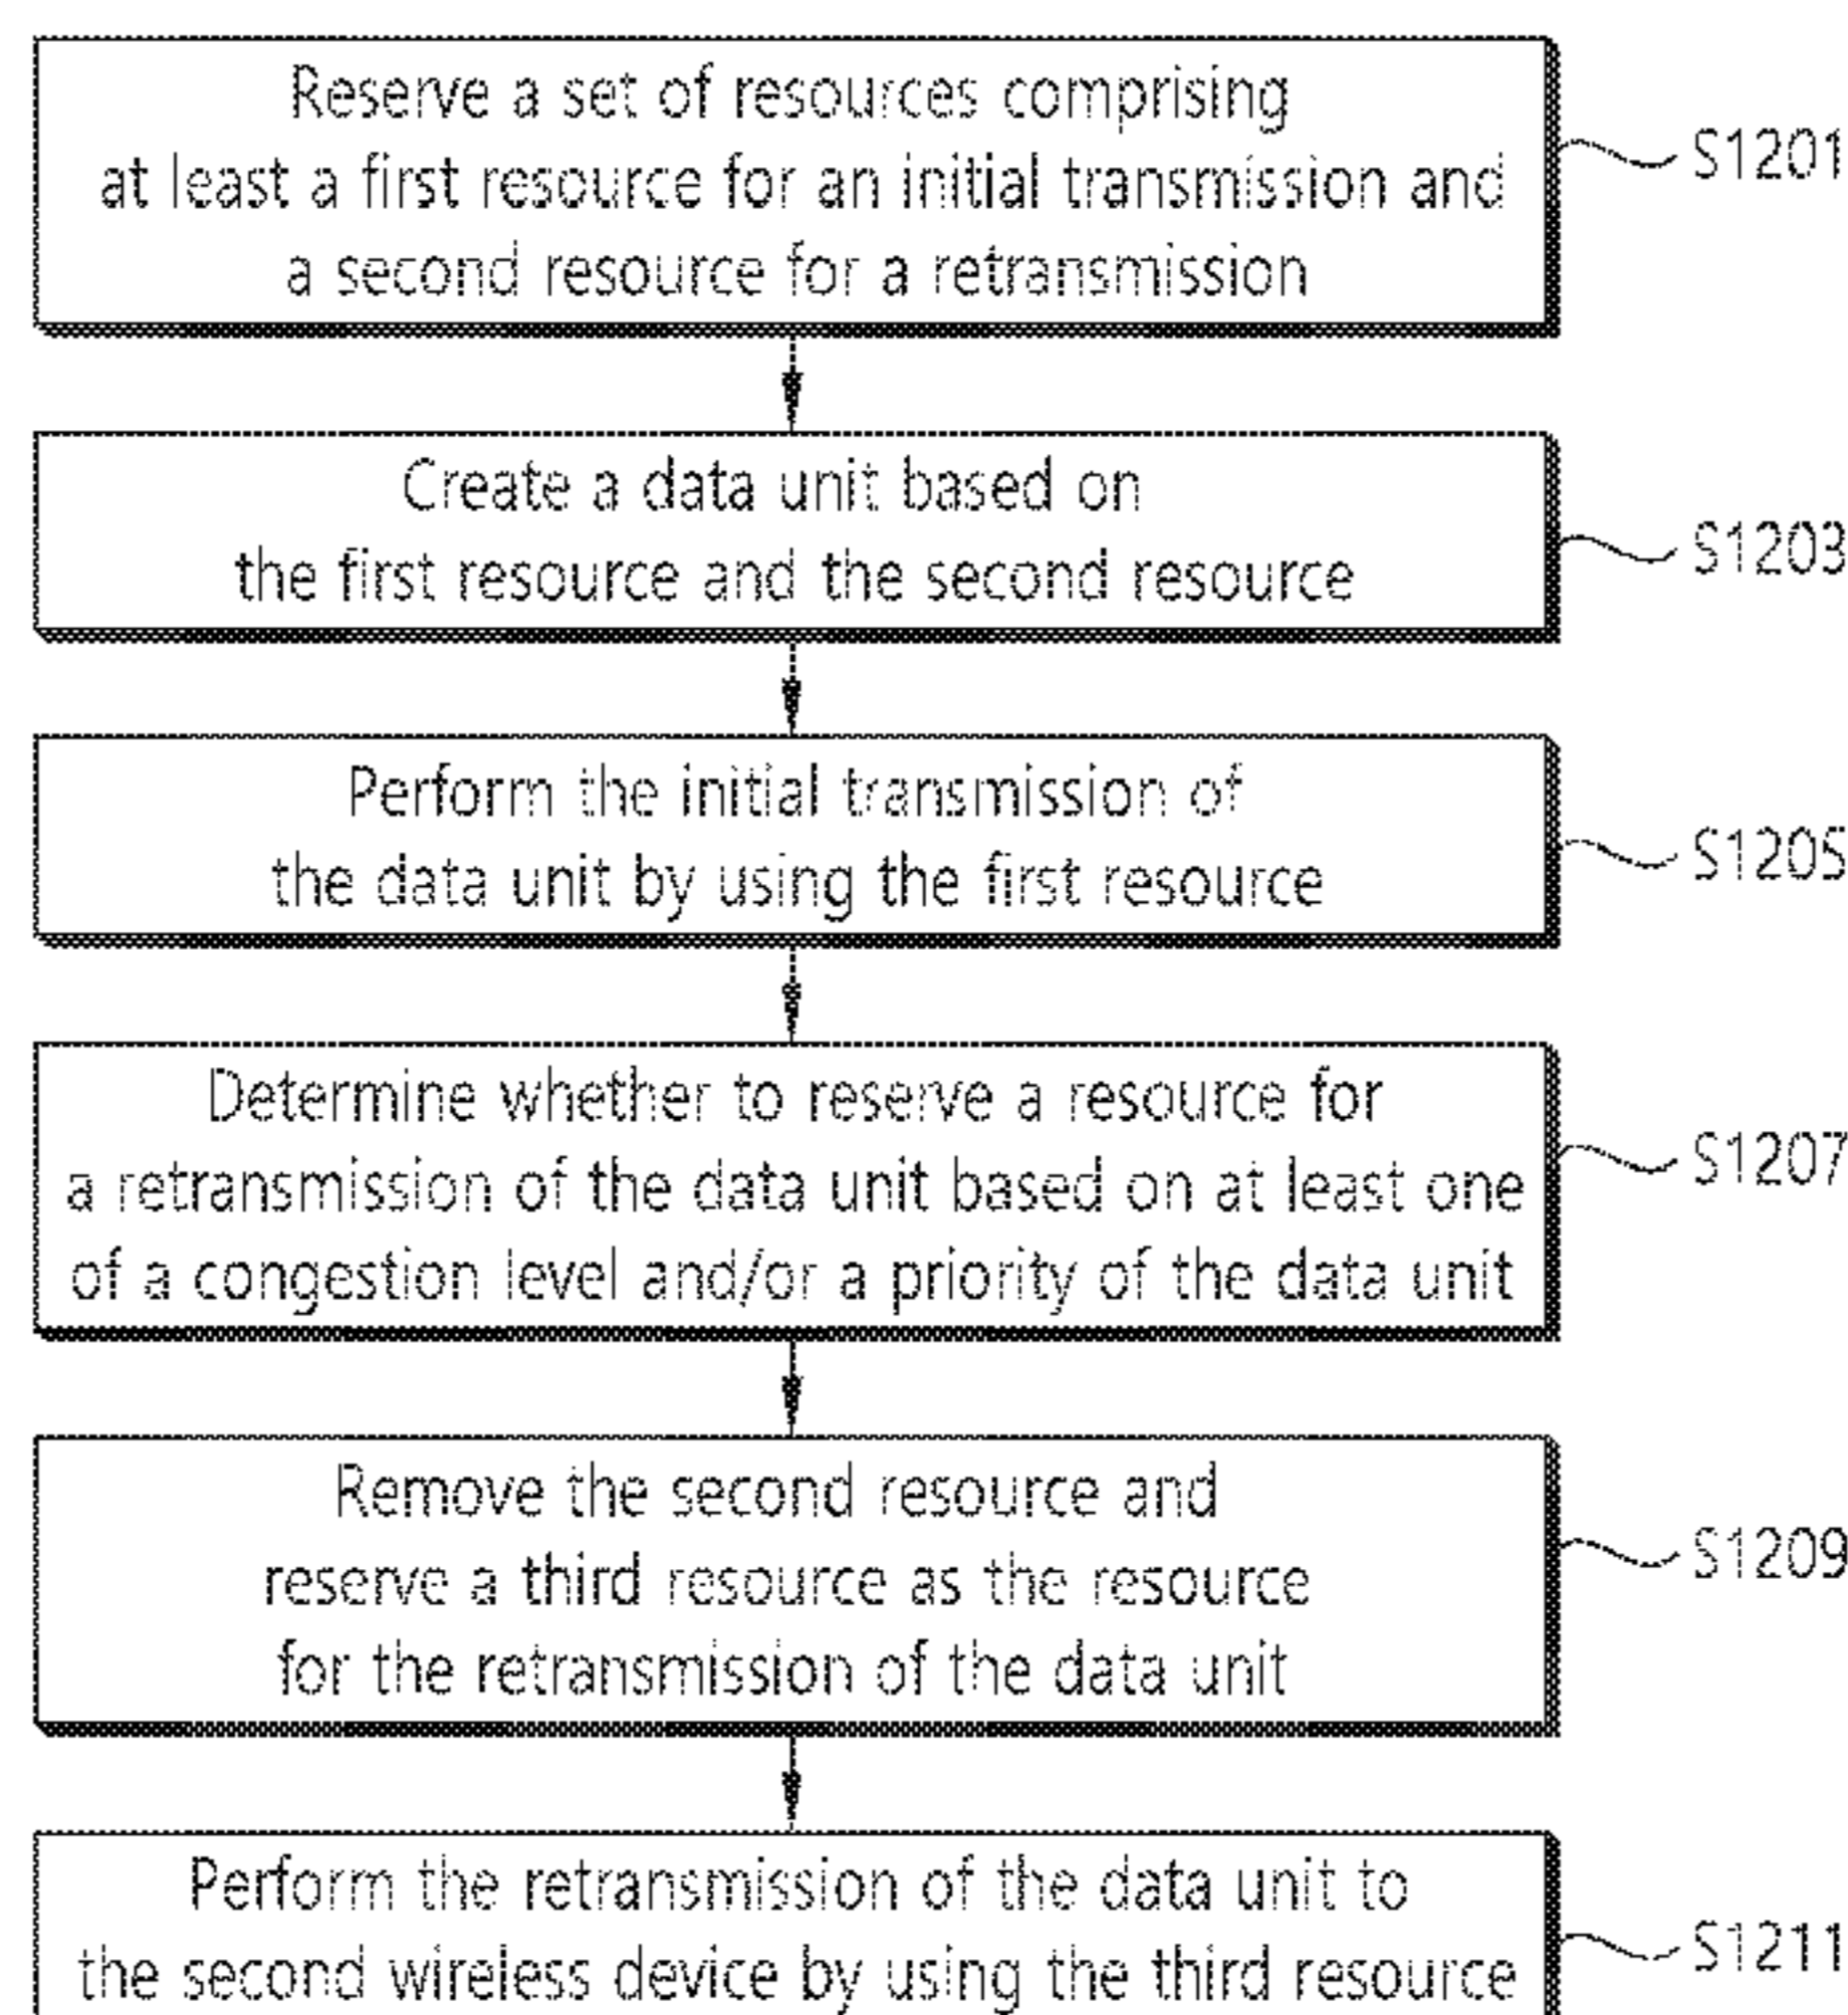 Reserve a set of resources comprising
at least a first resource for an initial transmission and
a second resource for a retransmission
S1201
Create a data unit based on
the first resource and the second resource
S1203
Perform the initial transmission of
the data unit by using the first resource
S1205
Determine whether to reserve a resource for
a retransmission of the data unit based on at least one
of a congestion level and/or a priority of the data unit
S1207
Remove the second resource and
reserve a third resource as the resource
for the retransmission of the data unit
S1209
Perform the retransmission of the data unit to
the second wireless device by using the third resource
S1211